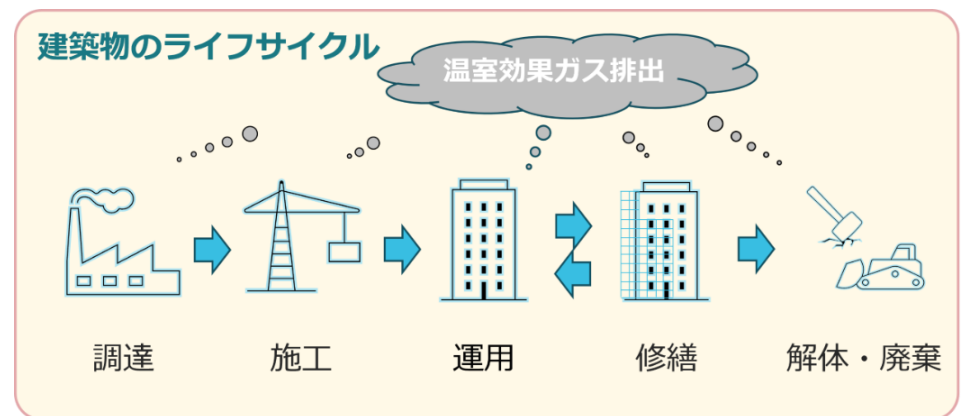 建築物のライフサイクル
温室効果ガス排出
調達
施工
運用
修繕
解体・廃棄